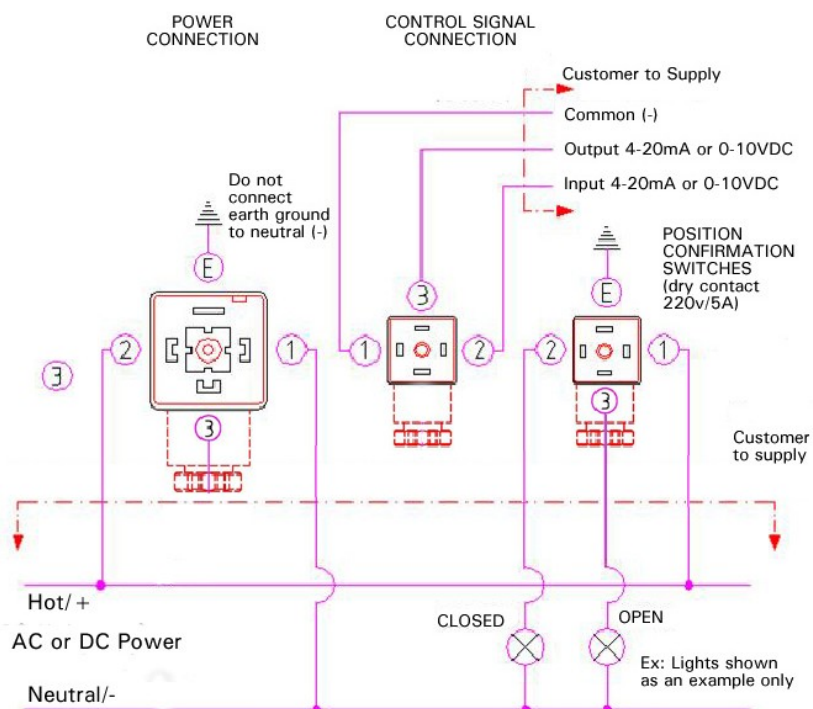 POWER
CONNECTION
CONTROL SIGNAL
CONNECTION
Customer to Supply
Common (-)
Output 4-20mA or 0-10VDC
Input 4-20mA or 0-10VDC
Do not
connect
earth ground
to neutral (-)
POSITION
CONFIRMATION
SWITCHES
(dry contact
220v/5A)
E
E
3
2
1
1
2
2
1
3
3
3
Customer
to supply
Hot/+
CLOSED
OPEN
AC or DC Power
Ex: Lights shown
as an example only
Neutral/-